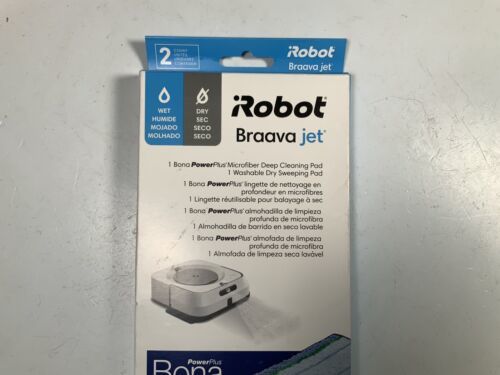 2
COUNT
UNITÉS
UNIDADES
iRobot
Braava jet
WET
HUMIDE
MOJADO
MOLHADO
DRY
SEC
SECO
SECO
iRobot®
Braava jet®
1 Bona PowerPlus® Microfiber Deep Cleaning Pad
1 Washable Dry Sweeping Pad
1 Bona PowerPlus® lingette de nettoyage en
profondeur en microfibres
1 Lingette réutilisable pour balayage à sec
1 Bona PowerPlus® almohadilla de limpieza
profunda de microfibra
1 Almohadilla de barrido en seco lavable
1 Bona PowerPlus® almofada de limpeza
profunda de microfibra
1 Almofada de limpeza seca lavável
PowerPlus
Bona